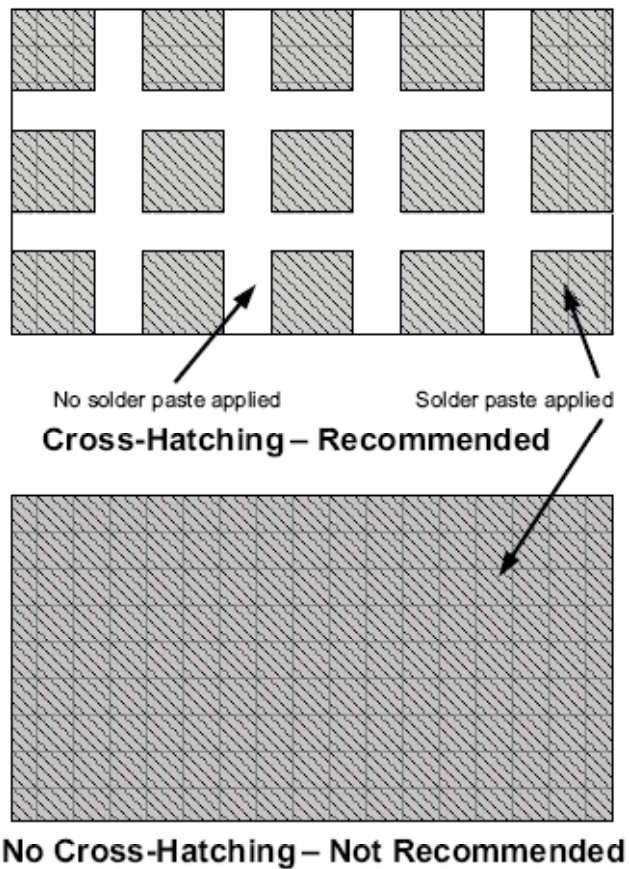 No solder paste applied
Solder paste applied
Cross-Hatching – Recommended
No Cross-Hatching – Not Recommended